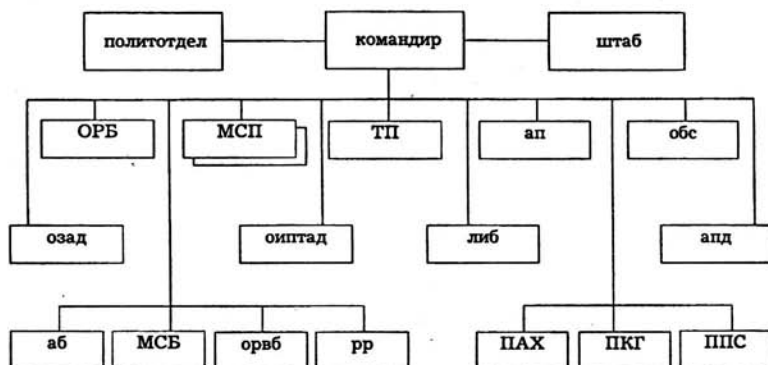 политотдел командир штаб
ОРБ МСП ТП ап обс
озад оиптад либ апд
аб МСБ орвб рр ПАХ ПКГ ППС